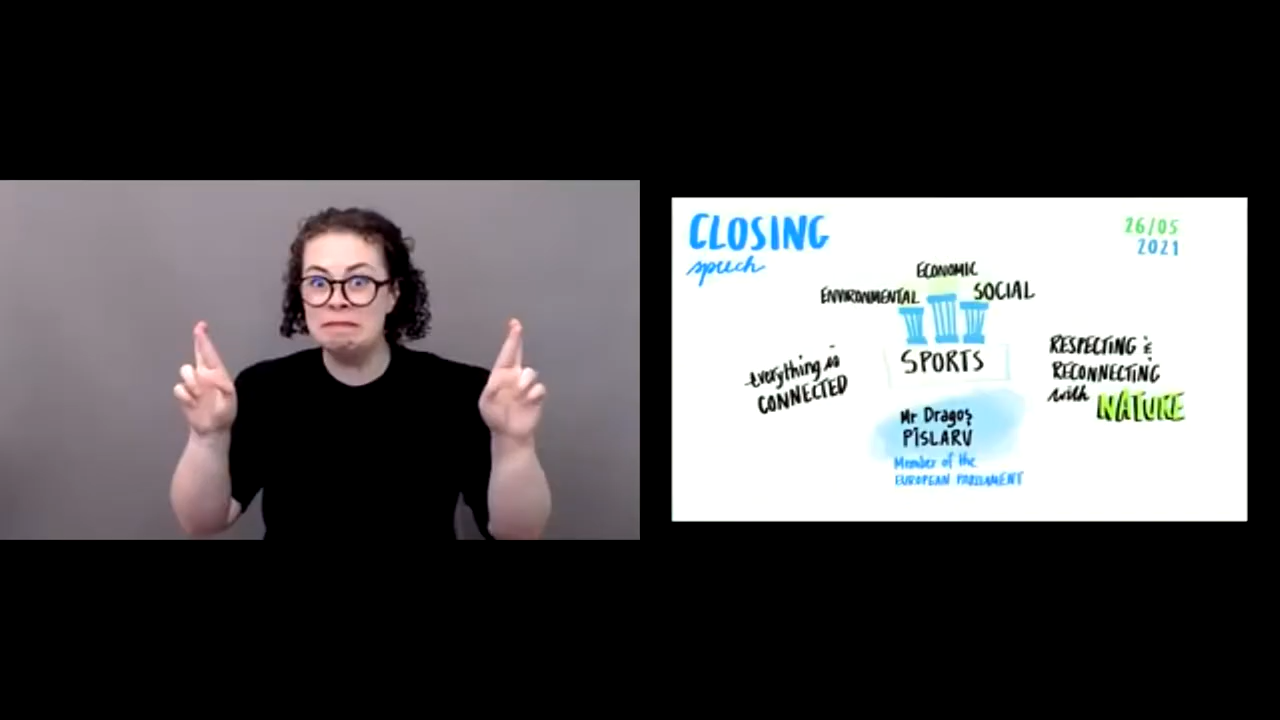 CLOSING
speech
26/05
2021
ECONOMIC
ENVIRONMENTAL
SOCIAL
SPORTS
everything is
CONNECTED
RESPECTING &
RECONNECTING
with NATURE
Mr Dragoş
PÎSLARU
Member of the
EUROPEAN PARLIAMENT